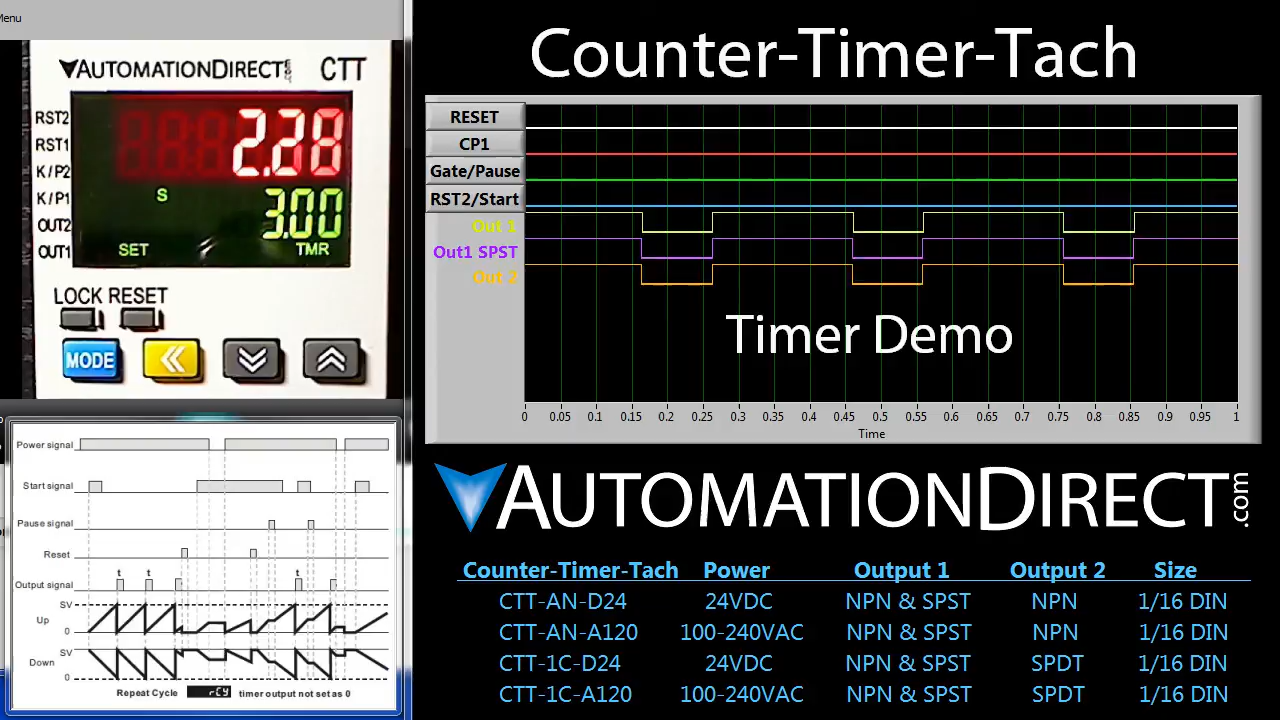 Menu
AUTOMATIONDIRECT.com CTT
RST2
RST1
K/P2
K/P1
OUT2
OUT1
2.28
S
3.00
SET TMR
LOCK RESET
MODE
Power signal
Start signal
Pause signal
Reset
Output signal
t t t
SV
Up
0
SV
Down
0
Repeat Cycle rCy timer output not set as 0
Counter-Timer-Tach
RESET
CP1
Gate/Pause
RST2/Start
Out 1
Out1 SPST
Out 2
Timer Demo
0 0.05 0.1 0.15 0.2 0.25 0.3 0.35 0.4 0.45 0.5 0.55 0.6 0.65 0.7 0.75 0.8 0.85 0.9 0.95 1
Time
AUTOMATIONDIRECT.com
Counter-Timer-Tach Power Output 1 Output 2 Size
CTT-AN-D24 24VDC NPN & SPST NPN 1/16 DIN
CTT-AN-A120 100-240VAC NPN & SPST NPN 1/16 DIN
CTT-1C-D24 24VDC NPN & SPST SPDT 1/16 DIN
CTT-1C-A120 100-240VAC NPN & SPST SPDT 1/16 DIN